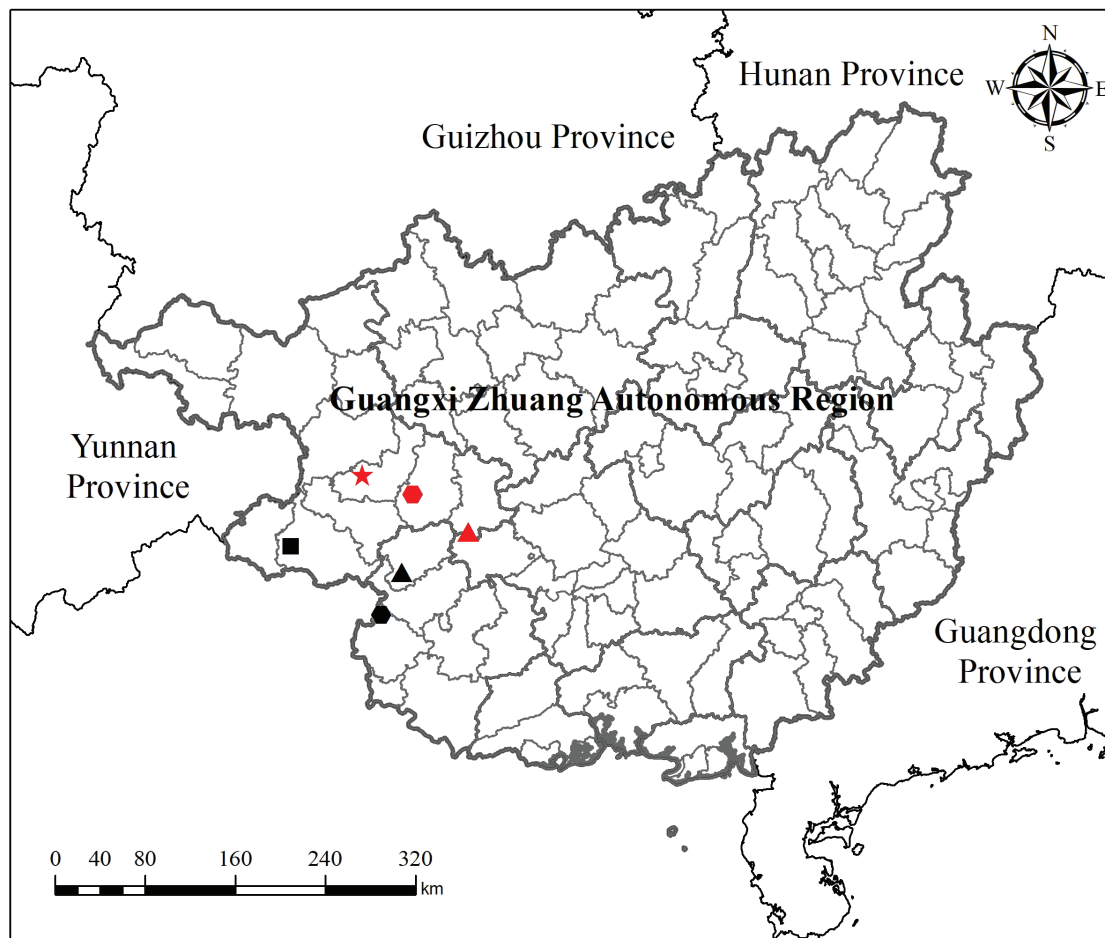 N
Hunan Province
W
E
Guizhou Province
S
Guangxi Zhuang Autonomous Region
Yunnan
Province
Guangdong
Province
0 40 80 160 240 320
km